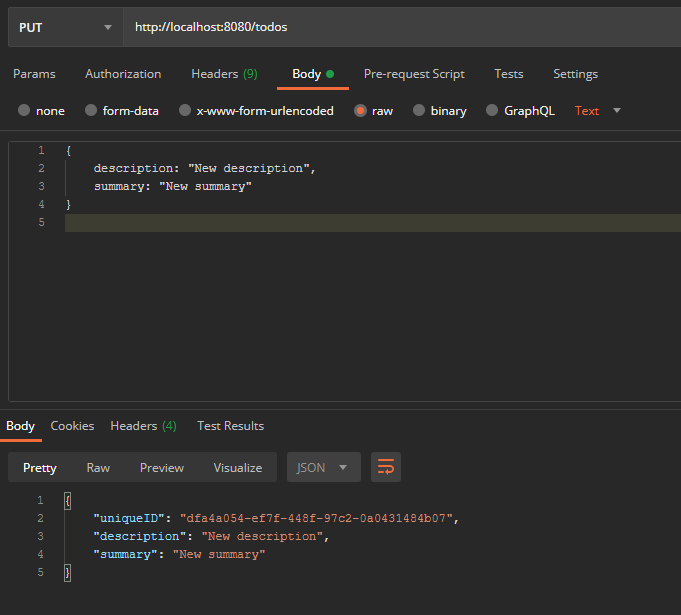 PUT http://localhost:8080/todos
Params Authorization Headers (9) Body Pre-request Script Tests Settings
none form-data x-www-form-urlencoded raw binary GraphQL Text
1 {
2 description: "New description",
3 summary: "New summary"
4 }
5
Body Cookies Headers (4) Test Results
Pretty Raw Preview Visualize JSON
1 {
2 "uniqueID": "dfa4a054-ef7f-448f-97c2-0a0431484b07",
3 "description": "New description",
4 "summary": "New summary"
5 }